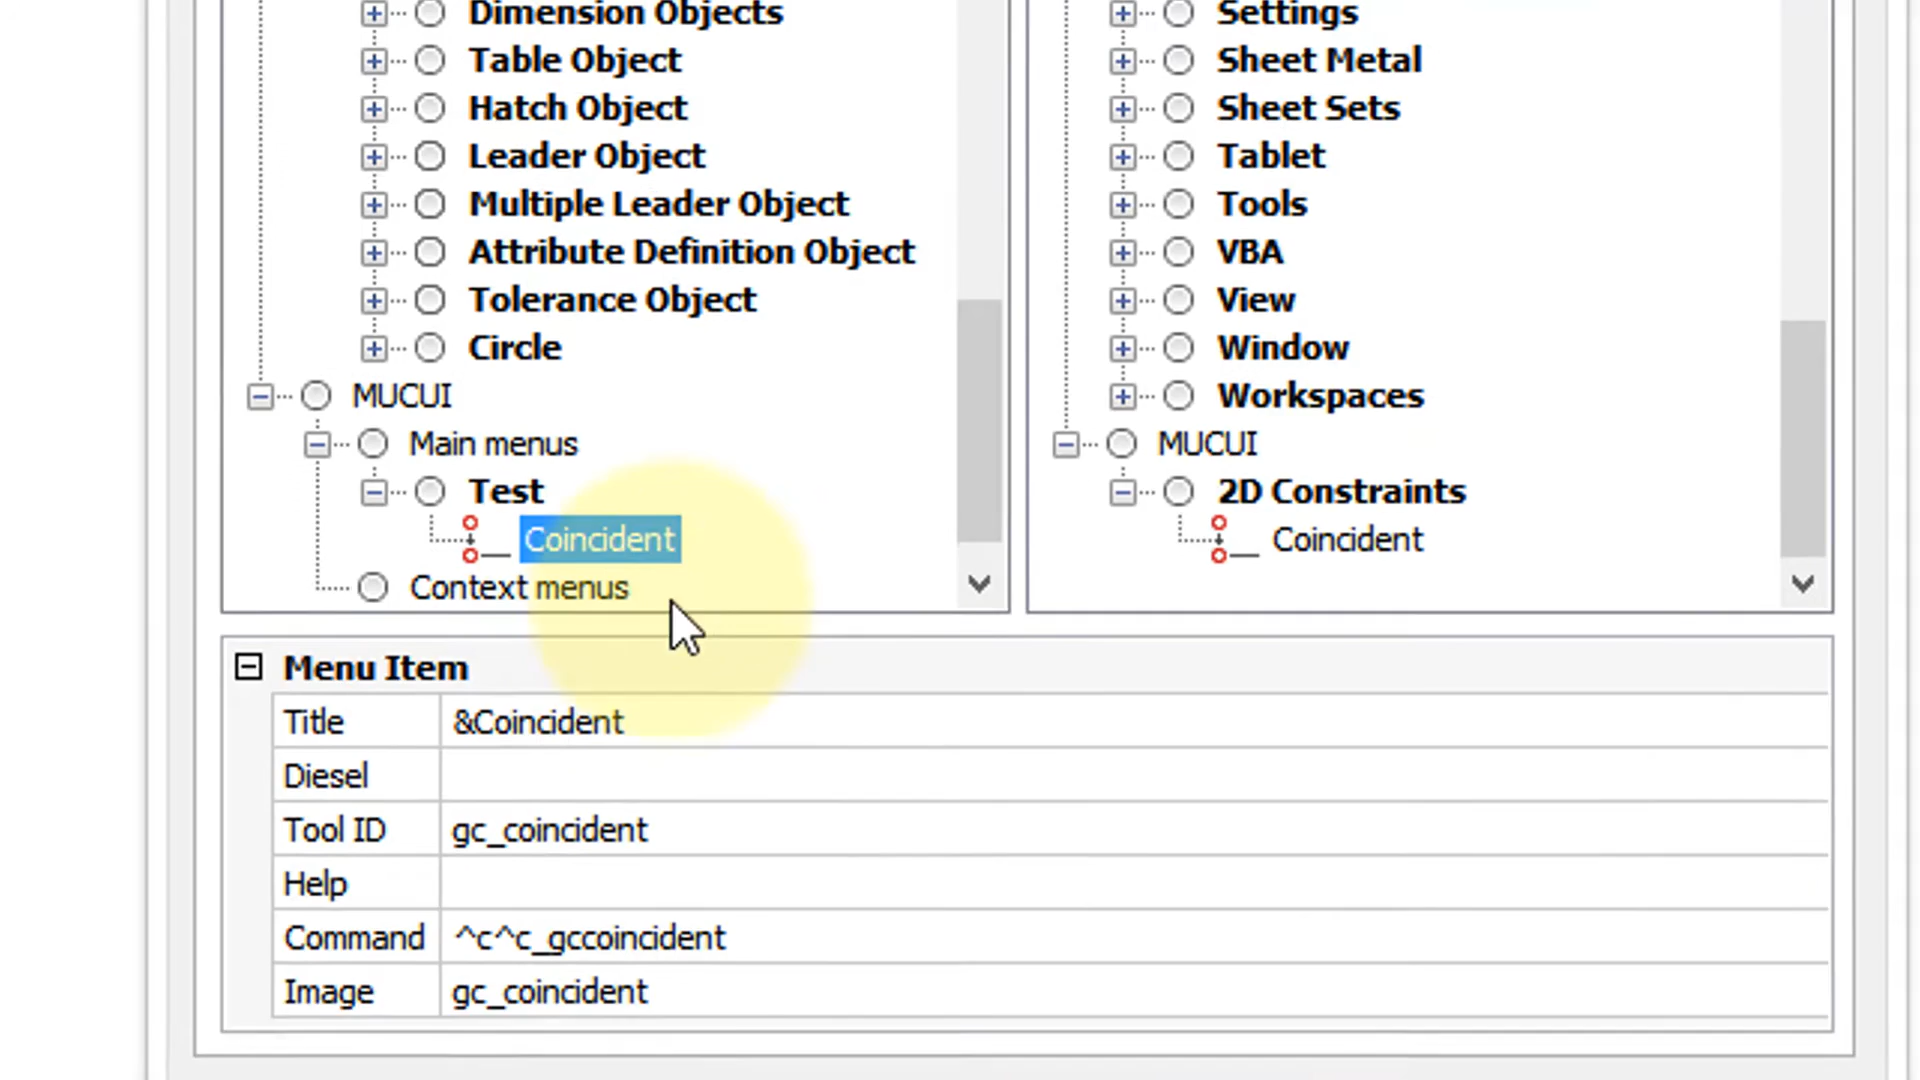 Dimension Objects
Table Object
Hatch Object
Leader Object
Multiple Leader Object
Attribute Definition Object
Tolerance Object
Circle
MUCUI
Main menus
Test
Coincident
Context menus
Settings
Sheet Metal
Sheet Sets
Tablet
Tools
VBA
View
Window
Workspaces
MUCUI
2D Constraints
Coincident
Menu Item
Title &Coincident
Diesel
Tool ID gc_coincident
Help
Command ^c^c_gccoincident
Image gc_coincident